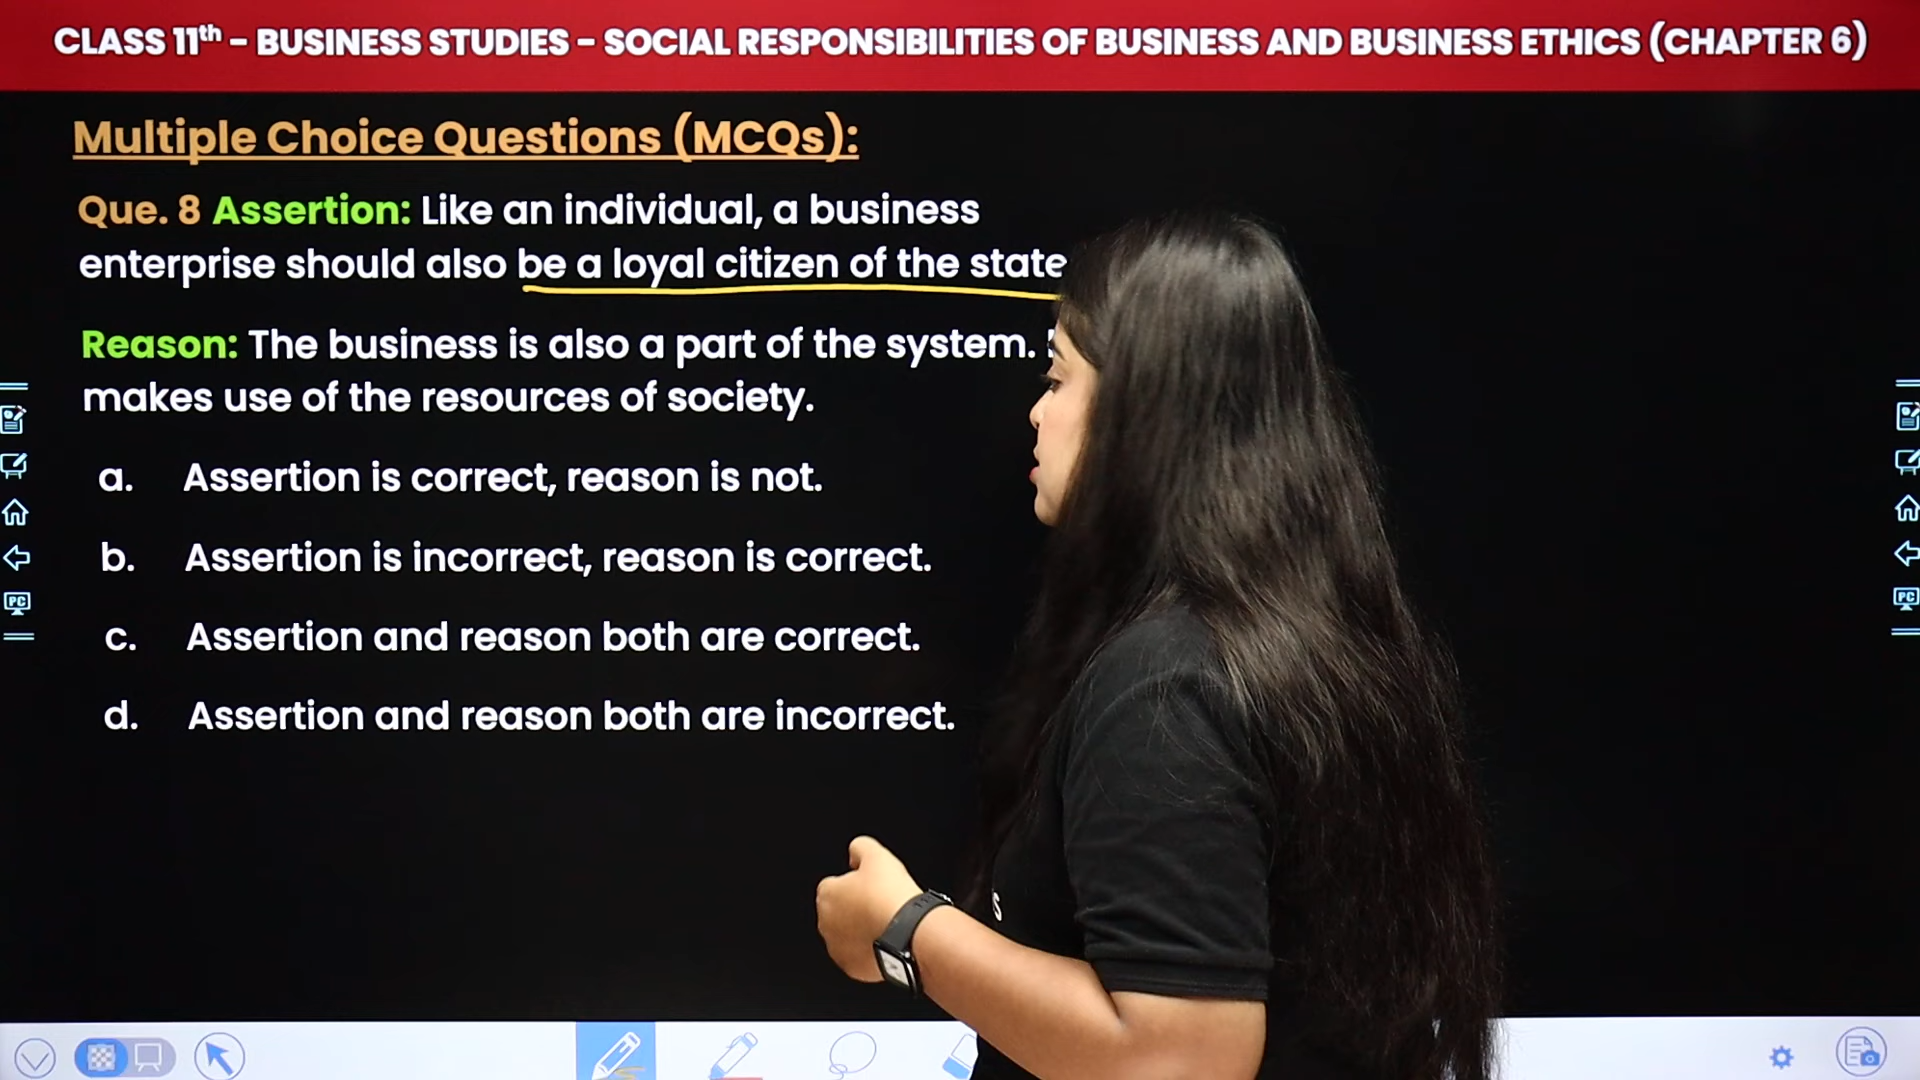 CLASS 11th - BUSINESS STUDIES - SOCIAL RESPONSIBILITIES OF BUSINESS AND BUSINESS ETHICS (CHAPTER 6)
Multiple Choice Questions (MCQs):
Que. 8 Assertion: Like an individual, a business
enterprise should also be a loyal citizen of the state
Reason: The business is also a part of the system.
makes use of the resources of society.
a. Assertion is correct, reason is not.
b. Assertion is incorrect, reason is correct.
c. Assertion and reason both are correct.
d. Assertion and reason both are incorrect.
PC
PC
S